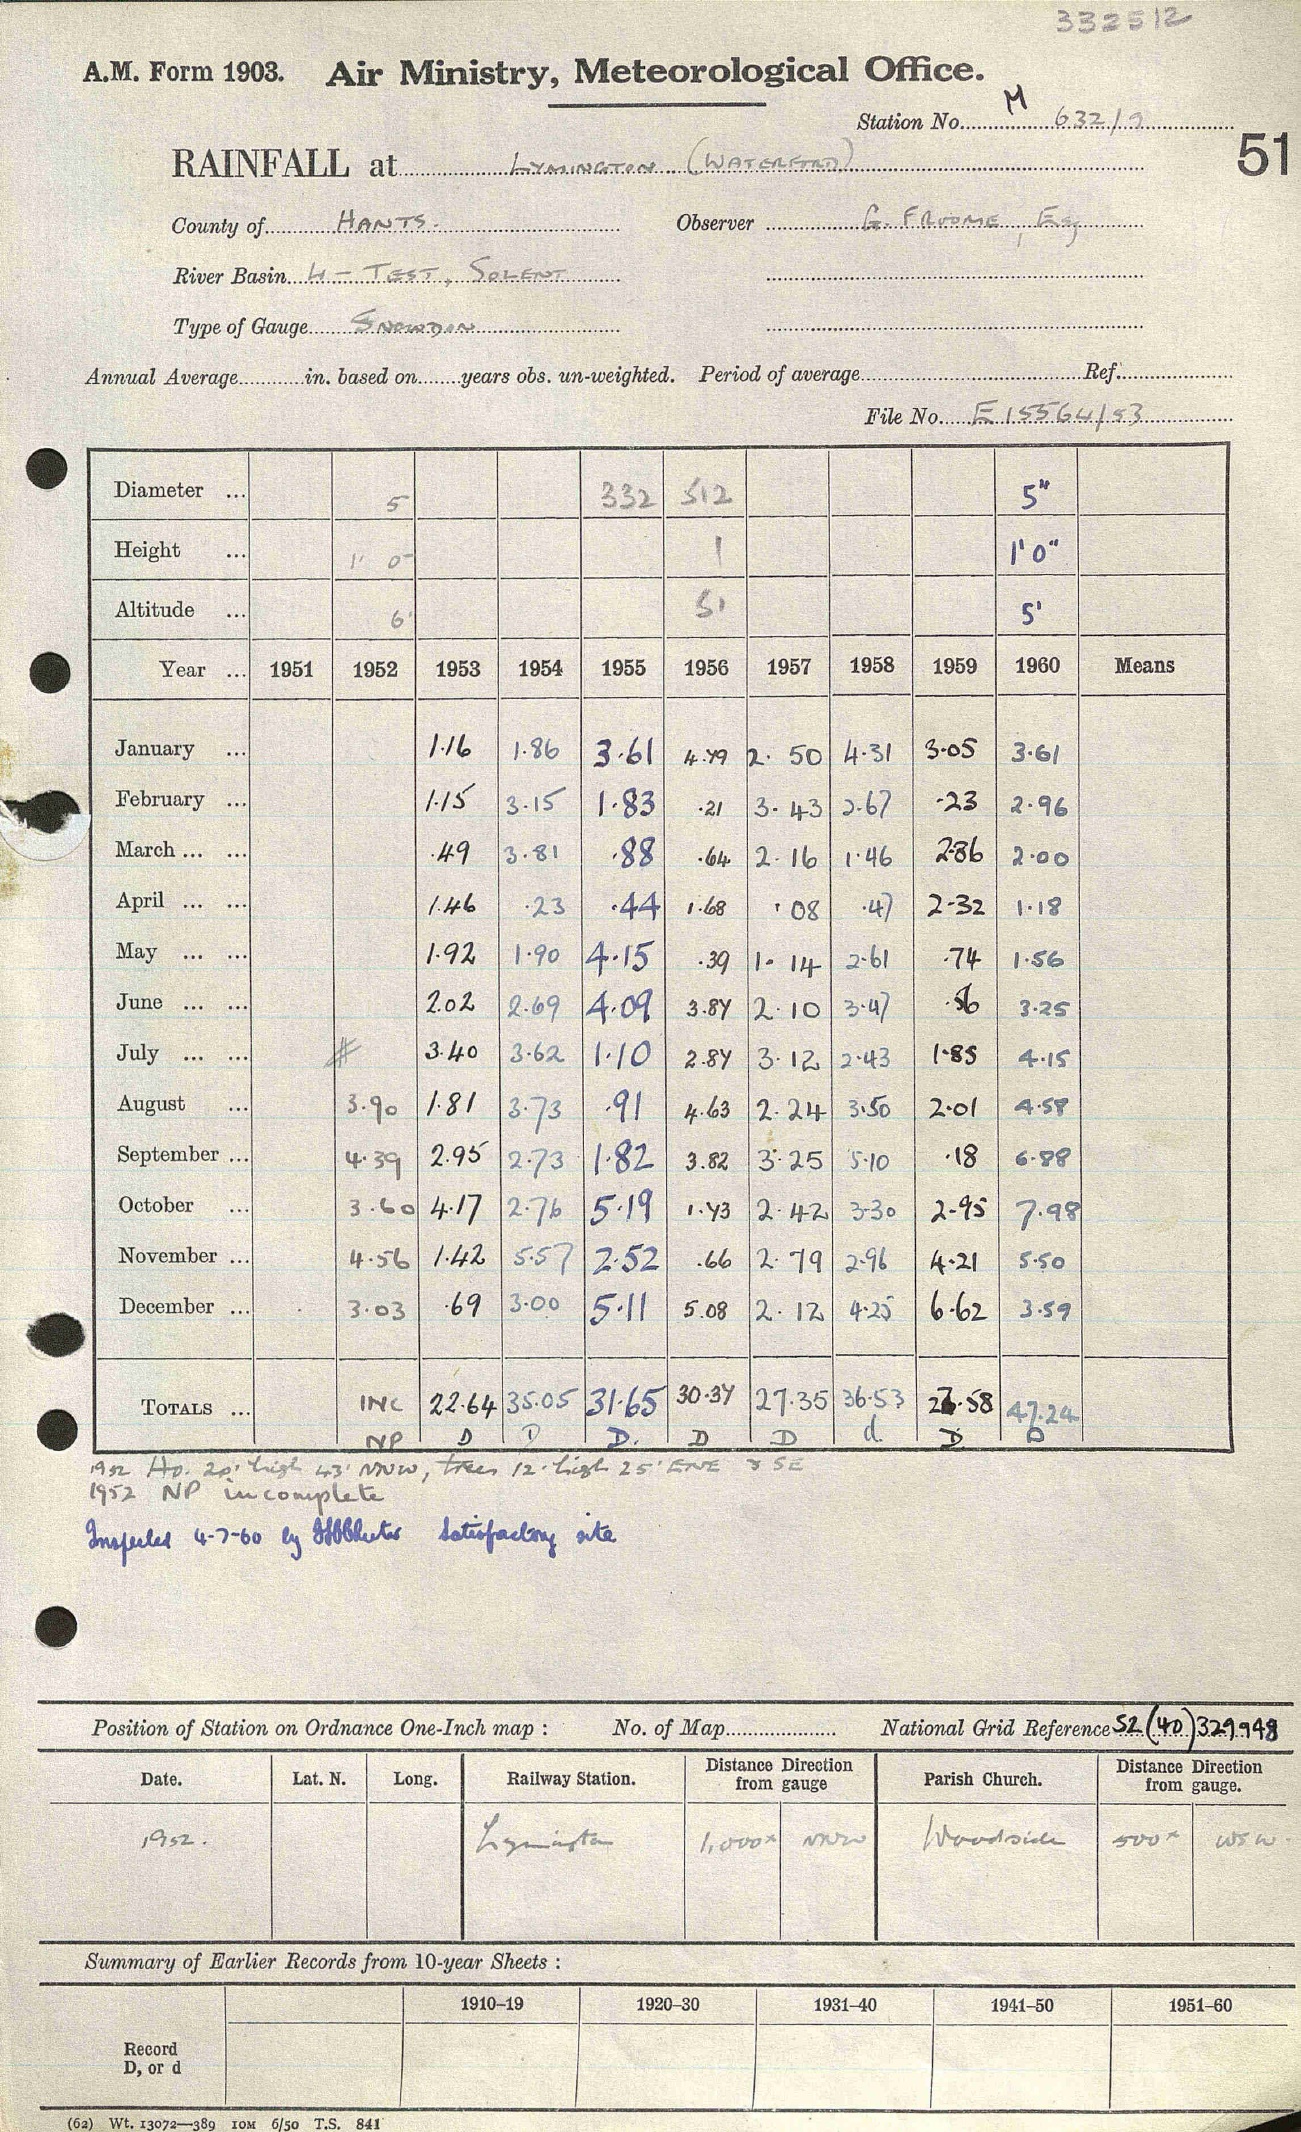 332512
A.M. Form 1903. Air Ministry, Meteorological Office.
Station No. M 632/9
51
RAINFALL at LYMINGTON (WATERFORD)
County of HANTS. Observer G. FROOME, Esq
River Basin 4 - TEST, SOLENT
Type of Gauge SNOWDON
Annual Average in. based on years obs. un-weighted. Period of average Ref.
File No. E 15564/53
Diameter ... 5 332 512 5"
Height ... 1' 0" 1 1'0"
Altitude ... 6' 51 5'
Year ... 1951 1952 1953 1954 1955 1956 1957 1958 1959 1960 Means
January ... 1.16 1.86 3.61 4.79 2.50 4.31 3.05 3.61
February ... 1.15 3.15 1.83 .21 3.43 2.67 .23 2.96
March ... ... .49 3.81 .88 .64 2.16 1.46 2.86 2.00
April ... ... 1.46 .23 .44 1.68 .08 .47 2.32 1.18
May ... ... 1.92 1.90 4.15 .39 1.14 2.61 .74 1.56
June ... ... 2.02 2.69 4.09 3.87 2.10 3.47 .56 3.25
July ... ... # 3.40 3.62 1.10 2.87 3.12 2.43 1.85 4.15
August ... 3.90 1.81 3.73 .91 4.63 2.24 3.50 2.01 4.58
September ... 4.39 2.95 2.73 1.82 3.82 3.25 5.10 .18 6.88
October ... 3.60 4.17 2.76 5.19 1.73 2.42 3.30 2.95 7.98
November ... 4.56 1.42 5.57 2.52 .66 2.79 2.96 4.21 5.50
December ... 3.03 .69 3.00 5.11 5.08 2.12 4.25 6.62 3.59
TOTALS ... INC 22.64 35.05 31.65 30.37 27.35 36.53 27.58 47.24
NP D D D. D D d. D D
1952 Ho. 20' high 43' NNW, trees 12' high 25' ENE & SE
1952 NP incomplete
Inspected 4-7-60 by Satisfactory site
Position of Station on Ordnance One-Inch map : No. of Map National Grid Reference SZ (40) 329948
Date. Lat. N. Long. Railway Station. Distance Direction from gauge Parish Church. Distance Direction from gauge.
1952. Lymington 1,000x NNW Woodside 500x WSW.
Summary of Earlier Records from 10-year Sheets :
1910–19 1920–30 1931–40 1941–50 1951–60
Record
D, or d
(62) Wt. 13072—389 10M 6/50 T.S. 841